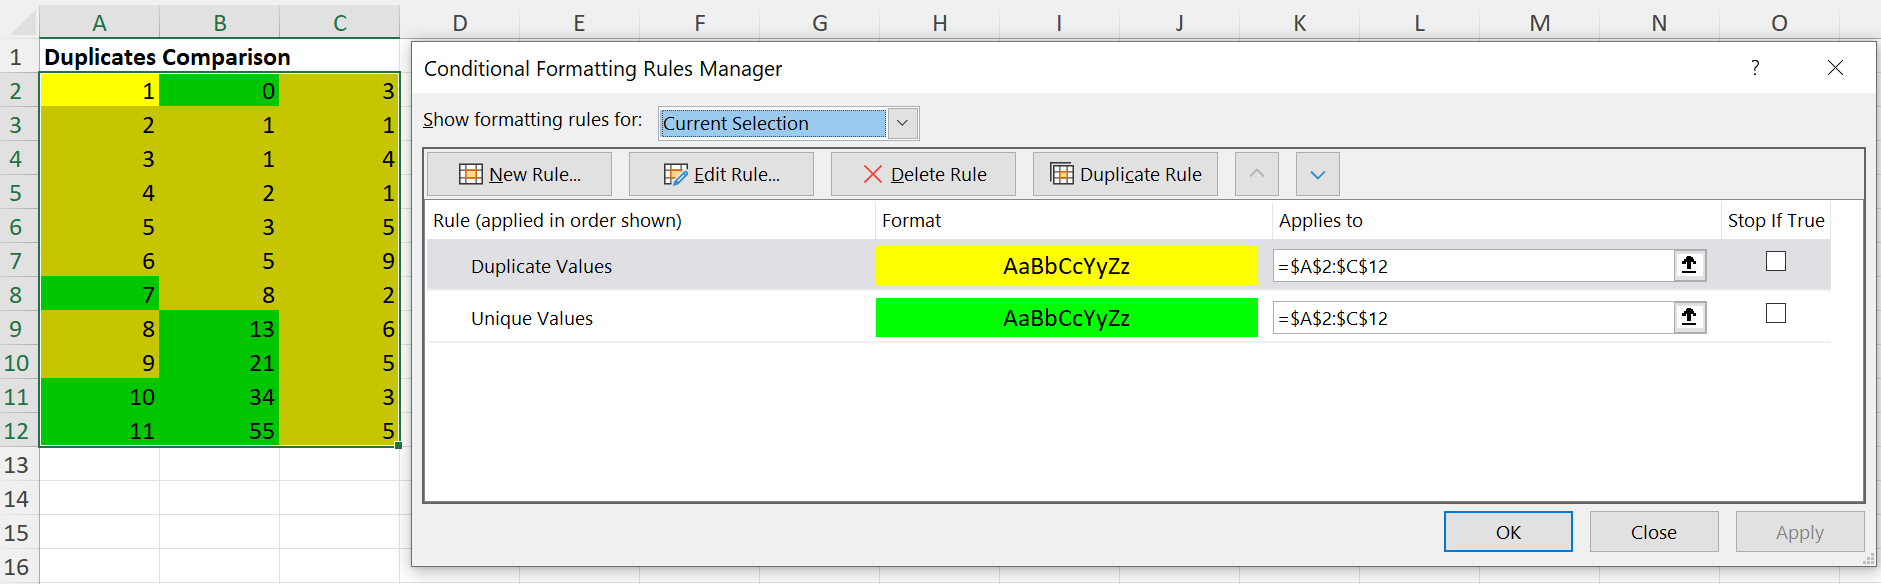 A B C D E F G H I J K L M N O
1 Duplicates Comparison
2 1 0 3
3 2 1 1
4 3 1 4
5 4 2 1
6 5 3 5
7 6 5 9
8 7 8 2
9 8 13 6
10 9 21 5
11 10 34 3
12 11 55 5
13
14
15
16
Conditional Formatting Rules Manager ?
Show formatting rules for: Current Selection
New Rule... Edit Rule... Delete Rule Duplicate Rule
Rule (applied in order shown) Format Applies to Stop If True
Duplicate Values AaBbCcYyZz =$A$2:$C$12
Unique Values AaBbCcYyZz =$A$2:$C$12
OK Close Apply